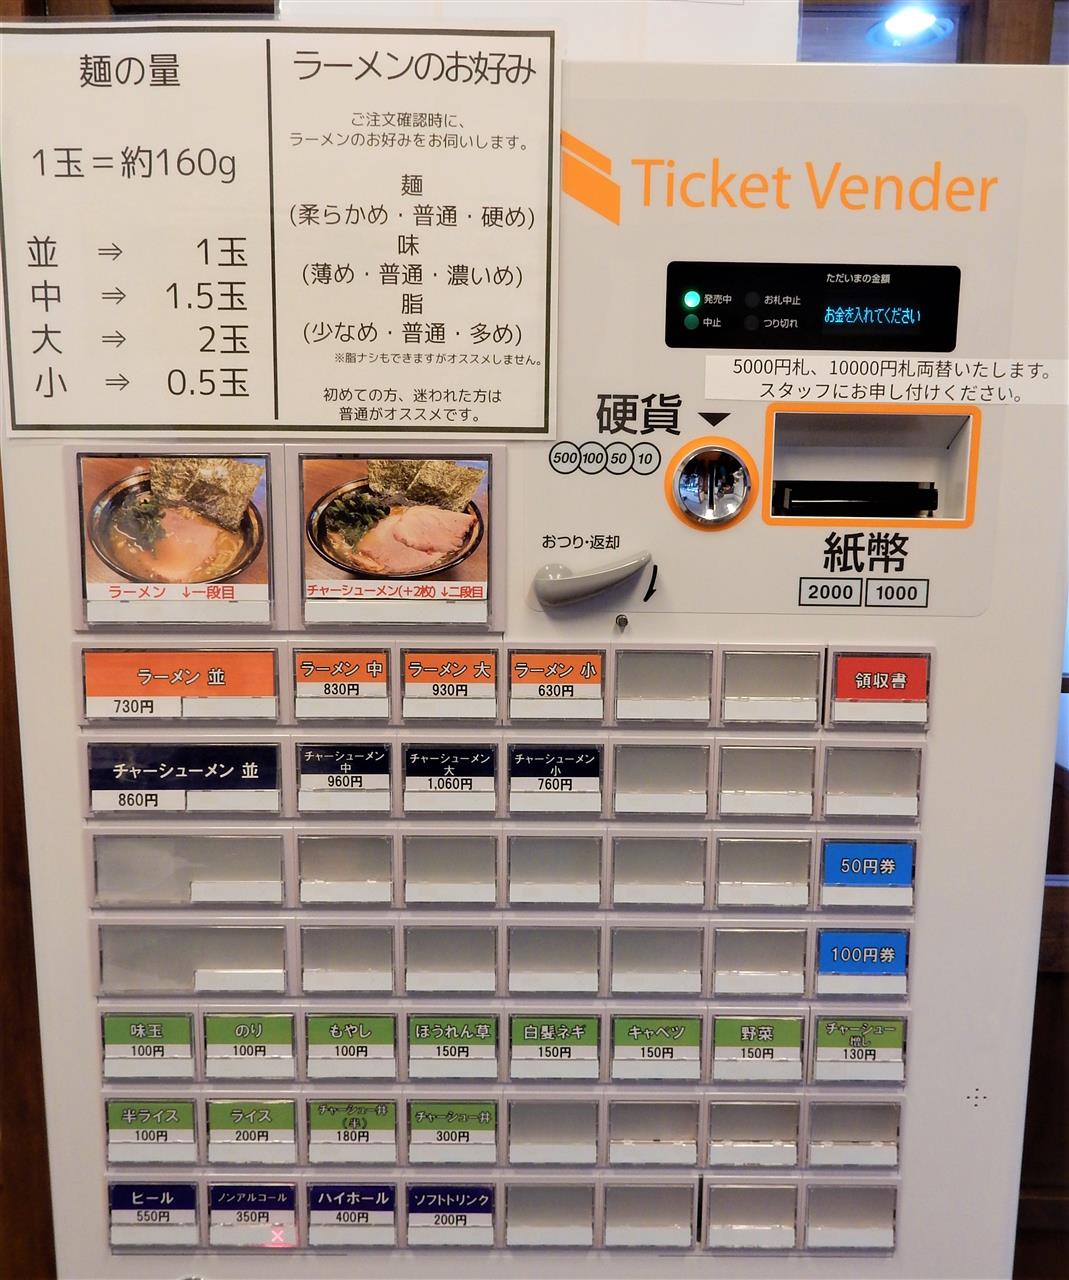 麺の量
1玉＝約160g
並 ⇒ 1玉
中 ⇒ 1.5玉
大 ⇒ 2玉
小 ⇒ 0.5玉
ラーメンのお好み
ご注文確認時に、
ラーメンのお好みをお伺いします。
麺
(柔らかめ・普通・硬め)
味
(薄め・普通・濃いめ)
脂
(少なめ・普通・多め)
※脂ナシもできますがオススメしません。
初めての方、迷われた方は
普通がオススメです。
Ticket Vender
ただいまの金額
発売中 お札中止
中止 つり切れ
お金を入れてください
5000円札、10000円札両替いたします。
スタッフにお申し付けください。
硬貨
500 100 50 10
おつり・返却
紙幣
2000 1000
ラーメン ↓一段目
チャーシューメン(+2枚) ↓二段目
ラーメン 並
730円
ラーメン 中
830円
ラーメン 大
930円
ラーメン 小
630円
領収書
チャーシューメン 並
860円
チャーシューメン
中
960円
チャーシューメン
大
1,060円
チャーシューメン
小
760円
50円券
100円券
味玉
100円
のり
100円
もやし
100円
ほうれん草
150円
白髪ネギ
150円
キャベツ
150円
野菜
150円
チャーシュー
増し
130円
半ライス
100円
ライス
200円
チャーシュー丼
(半)
180円
チャーシュー丼
300円
ビール
550円
ノンアルコール
350円
×
ハイボール
400円
ソフトドリンク
200円